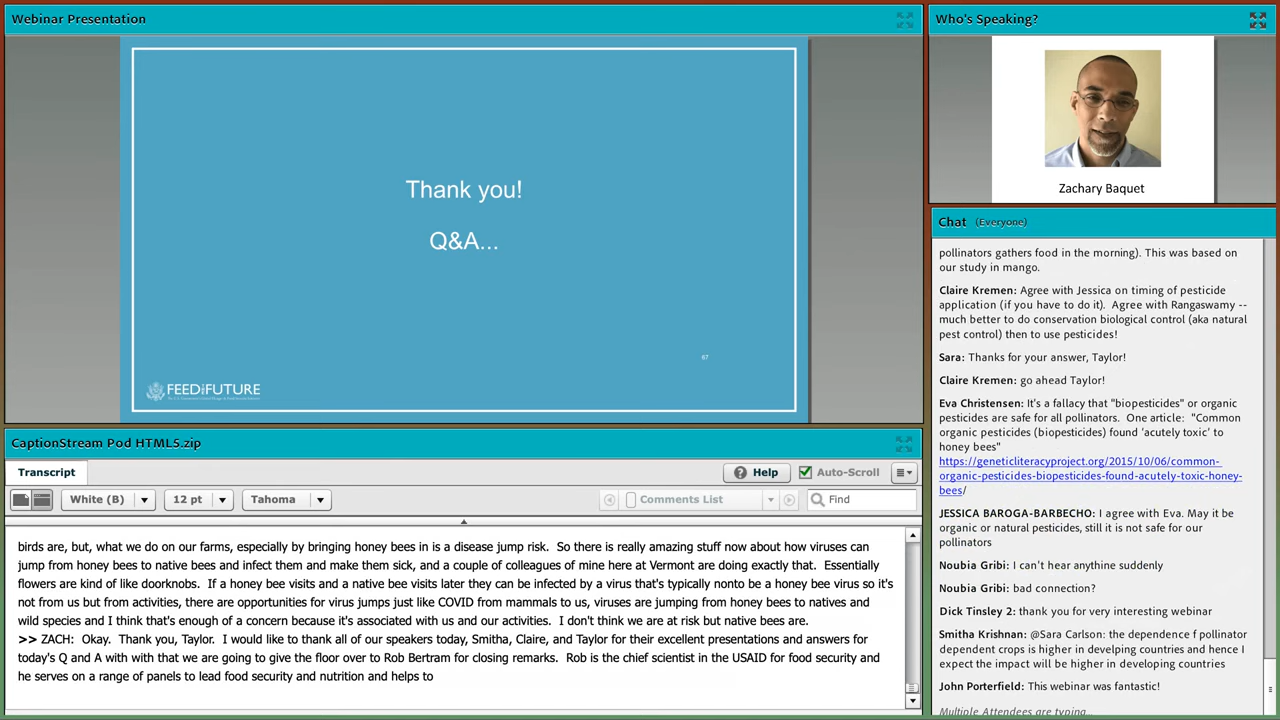 Webinar Presentation
Thank you!
Q&A...
67
FEEDtheFUTURE
Who's Speaking?
Zachary Baquet
Chat (Everyone)
pollinators gathers food in the morning). This was based on
our study in mango.
Claire Kremen: Agree with Jessica on timing of pesticide
application (if you have to do it). Agree with Rangaswamy --
much better to do conservation biological control (aka natural
pest control) then to use pesticides!
Sara: Thanks for your answer, Taylor!
Claire Kremen: go ahead Taylor!
Eva Christensen: It's a fallacy that "biopesticides" or organic
pesticides are safe for all pollinators. One article: "Common
organic pesticides (biopesticides) found 'acutely toxic' to
honey bees"
https://geneticliteracyproject.org/2015/10/06/common-
organic-pesticides-biopesticides-found-acutely-toxic-honey-
bees/
JESSICA BAROGA-BARBECHO: I agree with Eva. May it be
organic or natural pesticides, still it is not safe for our
pollinators
Noubia Gribi: I can't hear anythine suddenly
Noubia Gribi: bad connection?
Dick Tinsley 2: thank you for very interesting webinar
Smitha Krishnan: @Sara Carlson: the dependence f pollinator
dependent crops is higher in develping countries and hence I
expect the impact will be higher in developing countries
John Porterfield: This webinar was fantastic!
Multiple Attendees are typing...
CaptionStream Pod HTML5.zip
Transcript
Help
Auto-Scroll
White (B)
12 pt
Tahoma
Comments List
Find
birds are, but, what we do on our farms, especially by bringing honey bees in is a disease jump risk. So there is really amazing stuff now about how viruses can
jump from honey bees to native bees and infect them and make them sick, and a couple of colleagues of mine here at Vermont are doing exactly that. Essentially
flowers are kind of like doorknobs. If a honey bee visits and a native bee visits later they can be infected by a virus that's typically nonto be a honey bee virus so it's
not from us but from activities, there are opportunities for virus jumps just like COVID from mammals to us, viruses are jumping from honey bees to natives and
wild species and I think that's enough of a concern because it's associated with us and our activities. I don't think we are at risk but native bees are.
>> ZACH: Okay. Thank you, Taylor. I would like to thank all of our speakers today, Smitha, Claire, and Taylor for their excellent presentations and answers for
today's Q and A with with that we are going to give the floor over to Rob Bertram for closing remarks. Rob is the chief scientist in the USAID for food security and
he serves on a range of panels to lead food security and nutrition and helps to